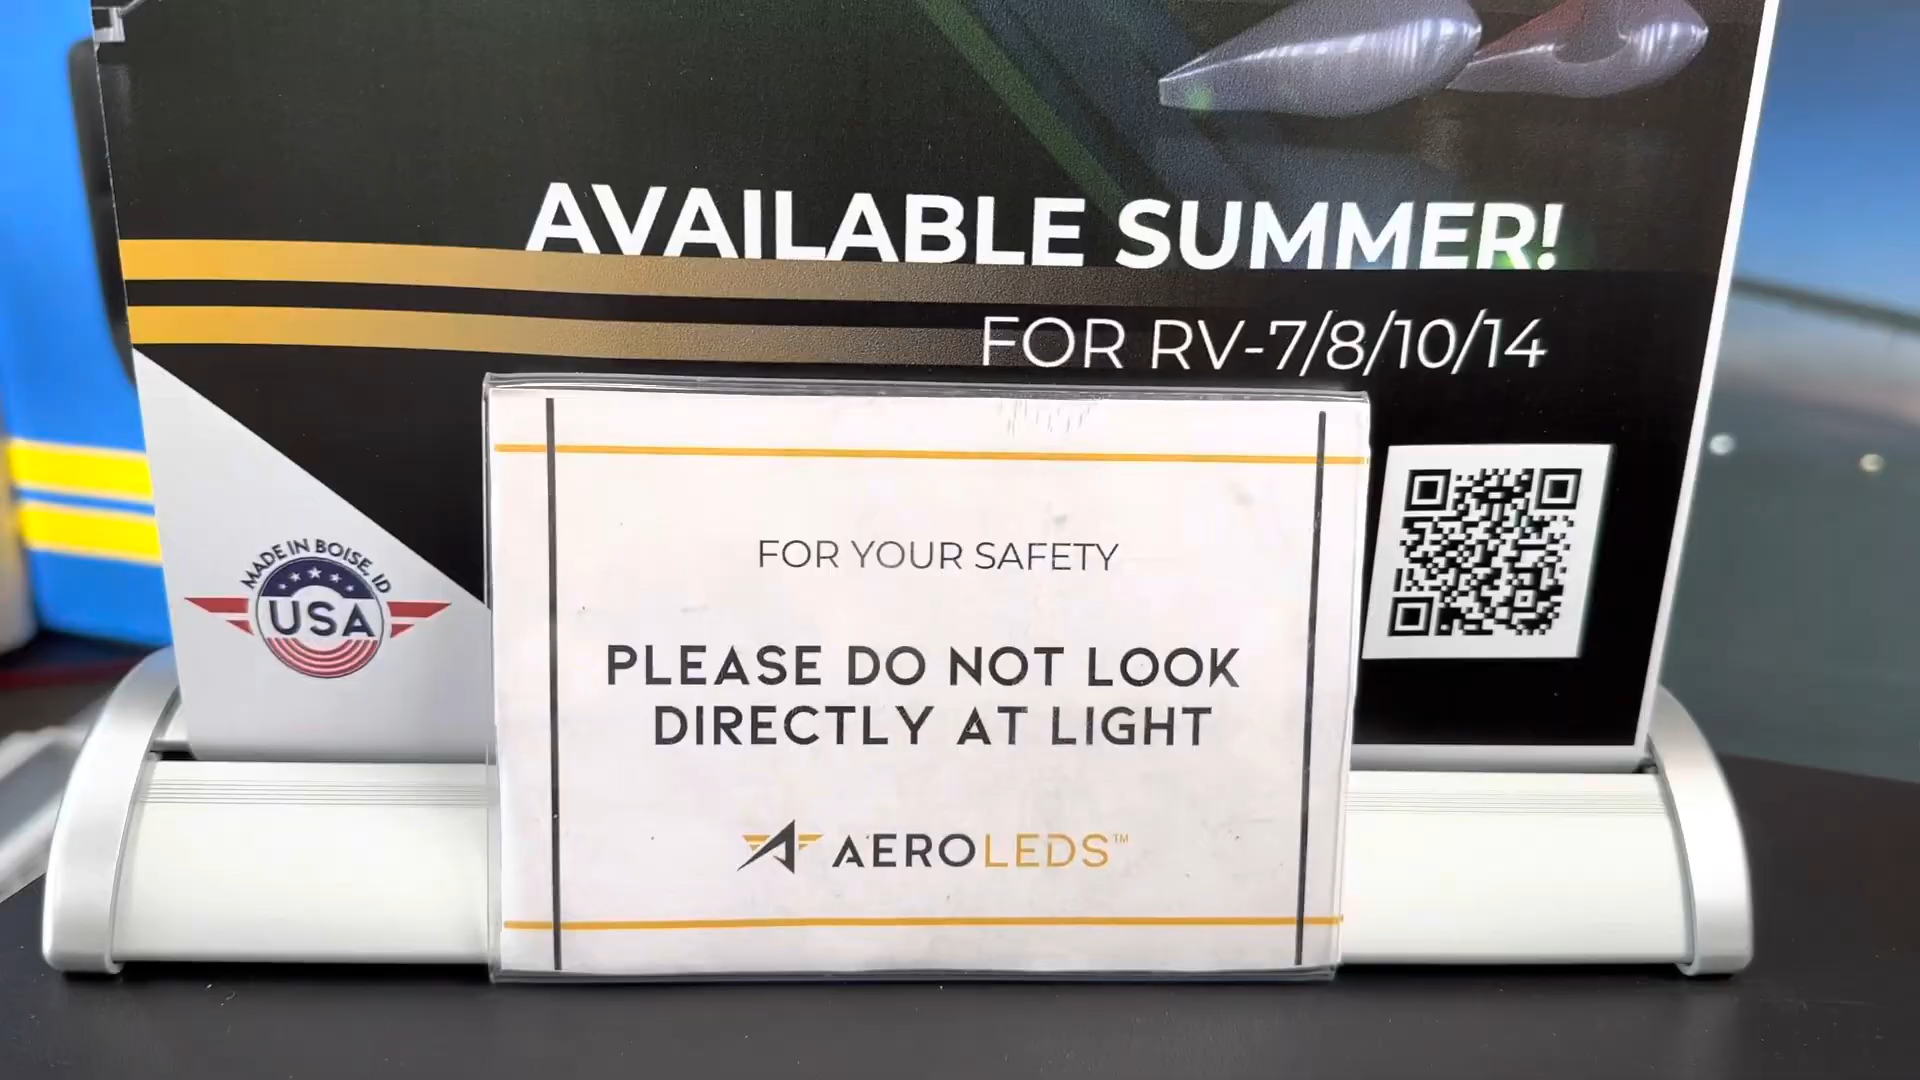 AVAILABLE SUMMER!
FOR RV-7/8/10/14
MADE IN BOISE, ID
USA
FOR YOUR SAFETY
PLEASE DO NOT LOOK
DIRECTLY AT LIGHT
AEROLEDS™